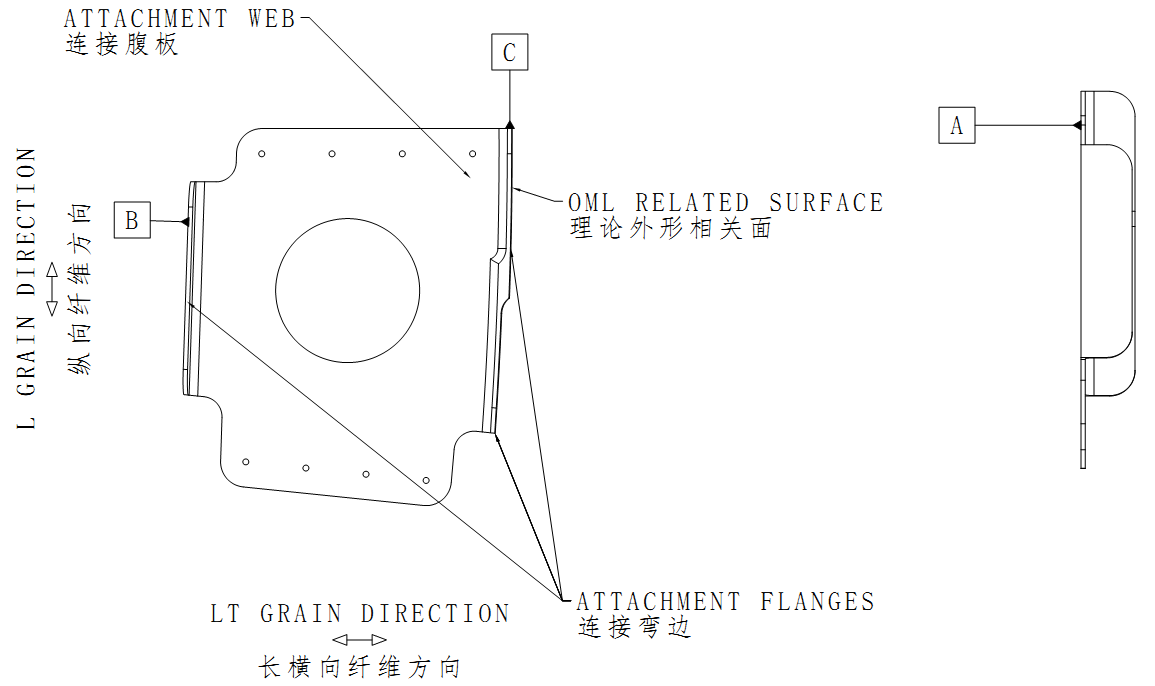 ATTACHMENT WEB
连接腹板
C
A
L GRAIN DIRECTION
纵向纤维方向
B
OML RELATED SURFACE
理论外形相关面
ATTACHMENT FLANGES
连接弯边
LT GRAIN DIRECTION
长横向纤维方向